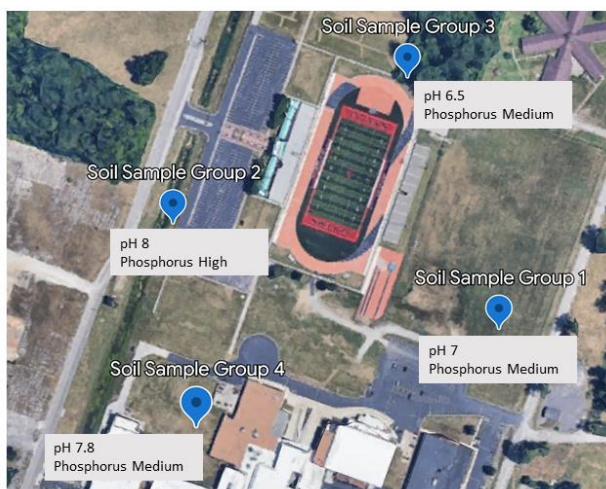 Soil Sample Group 3
pH 6.5
Phosphorus Medium
Soil Sample Group 2
pH 8
Phosphorus High
Soil Sample Group 1
pH 7
Phosphorus Medium
Soil Sample Group 4
pH 7.8
Phosphorus Medium